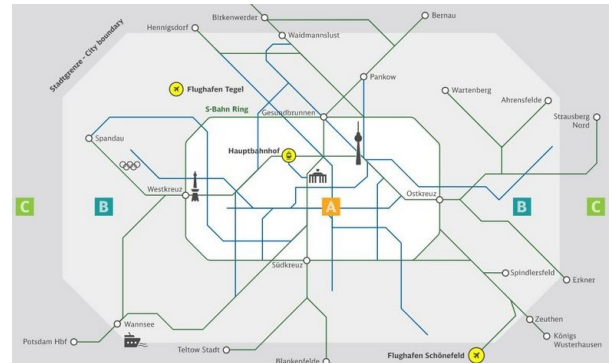 Birkenwerder
Bernau
Hennigsdorf
Waidmannslust
Stadtgrenze - City boundary
Pankow
Flughafen Tegel
Wartenberg
Ahrensfelde
S-Bahn Ring
Gesundbrunnen
Strausberg
Nord
Spandau
Hauptbahnhof
Westkreuz
Ostkreuz
C
B
A
B
C
Südkreuz
Spindlersfeld
Erkner
Wannsee
Zeuthen
Potsdam Hbf
Königs
Wusterhausen
Teltow Stadt
Flughafen Schönefeld
Blankenfelde